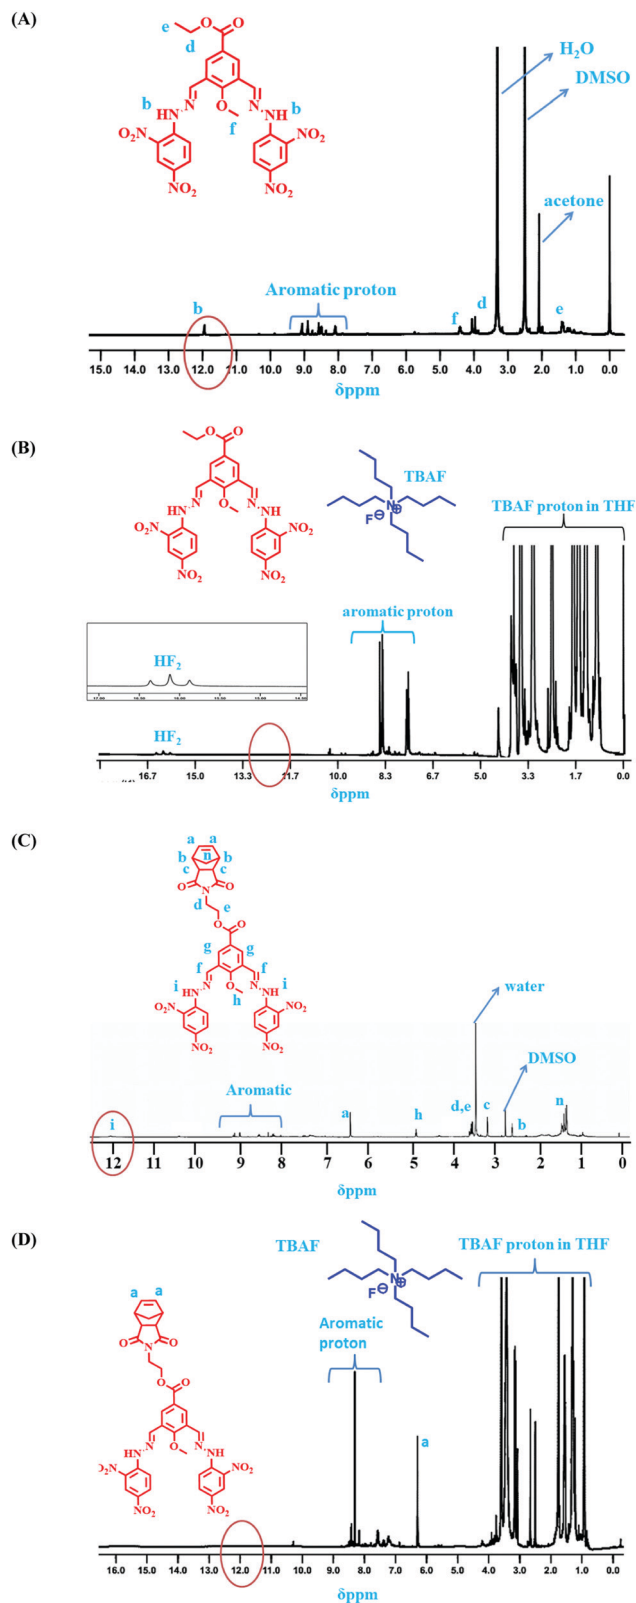 (A)
e
d
O
O
b
N
N
b
HN
O
NH
f
O₂N
NO₂
NO₂
NO₂
H₂O
DMSO
acetone
b
Aromatic proton
f
d
e
15.0 13.0 12.0 11.0 10.0 9.0 8.0 7.0 6.0 5.0 4.0 3.0 2.0 1.0 0.0
δppm
(B)
O
O
N
N
HN
O
NH
O₂N
NO₂
NO₂
NO₂
TBAF
N⊕
F⊖
TBAF proton in THF
aromatic proton
HF₂
HF₂
16.7 15.0 13.3 11.7 10.0 8.3 6.7 5.0 3.3 1.7 0.0
δppm
(C)
a a
b n b
c c
O N O
d e
O
O
g g
f f
i N N i
HN O NH
h
O₂N NO₂
NO₂ NO₂
water
DMSO
i
Aromatic
a
h
d,e
c
b
n
12 11 10 9 8 7 6 5 4 3 2 1 0
δppm
(D)
a a
O N O
O
O
N N
HN O NH
O₂N NO₂
NO₂ NO₂
TBAF
N⊕
F⊖
TBAF proton in THF
Aromatic
proton
a
16.0 15.0 14.0 13.0 12.0 11.0 10.0 9.0 8.0 7.0 6.0 5.0 4.0 3.0 2.0 1.0 0.0
δppm